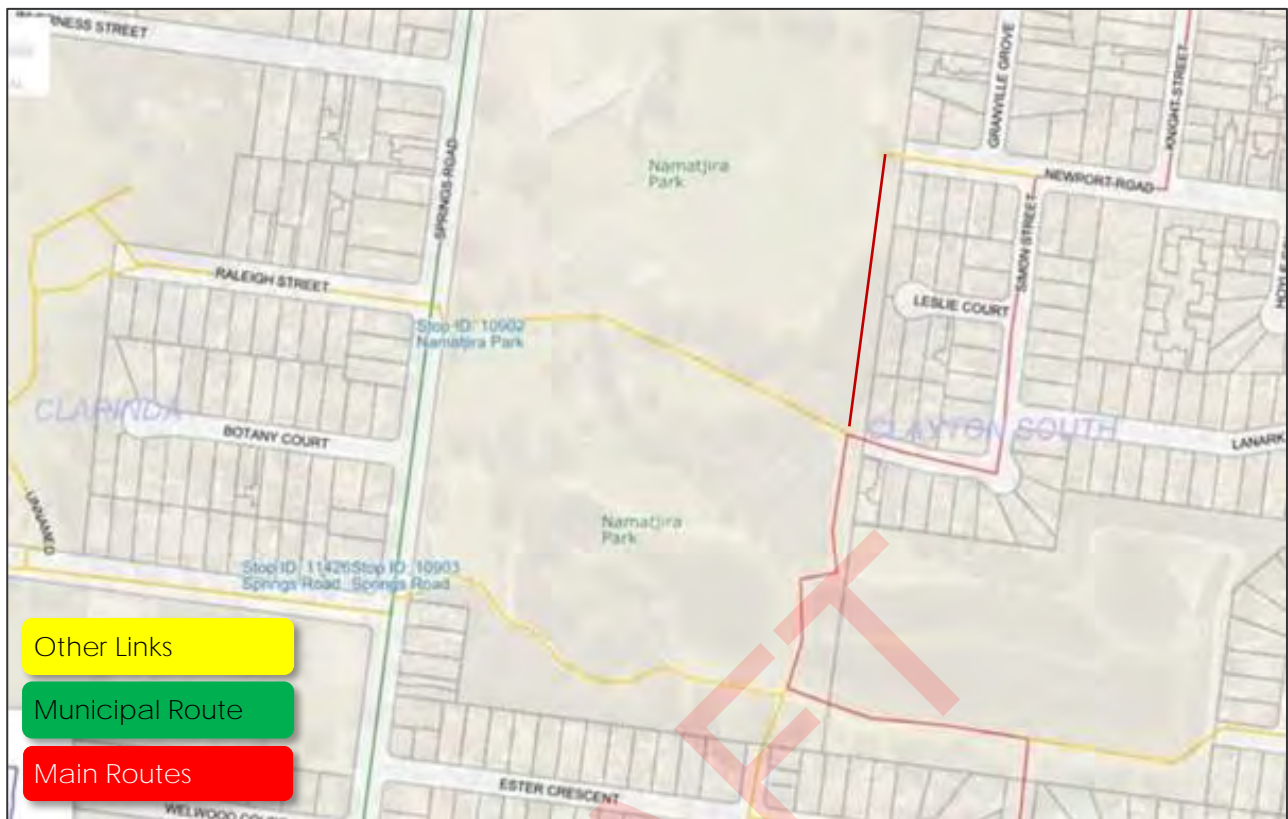 STREET
GRANVILLE GROVE
KNIGHT STREET
SPRINGS ROAD
Namatjira
Park
NEWPORT ROAD
SIMON STREET
RALEIGH STREET
LESLIE COURT
Stop ID: 10902
Namatjira Park
CLARINDA
CLAYTON SOUTH
BOTANY COURT
LANARK
UNNAMED
Namatjira
Park
Stop ID: 11426 Stop ID: 10903
Springs Road Springs Road
Other Links
Municipal Route
Main Routes
ESTER CRESCENT
WELWOOD